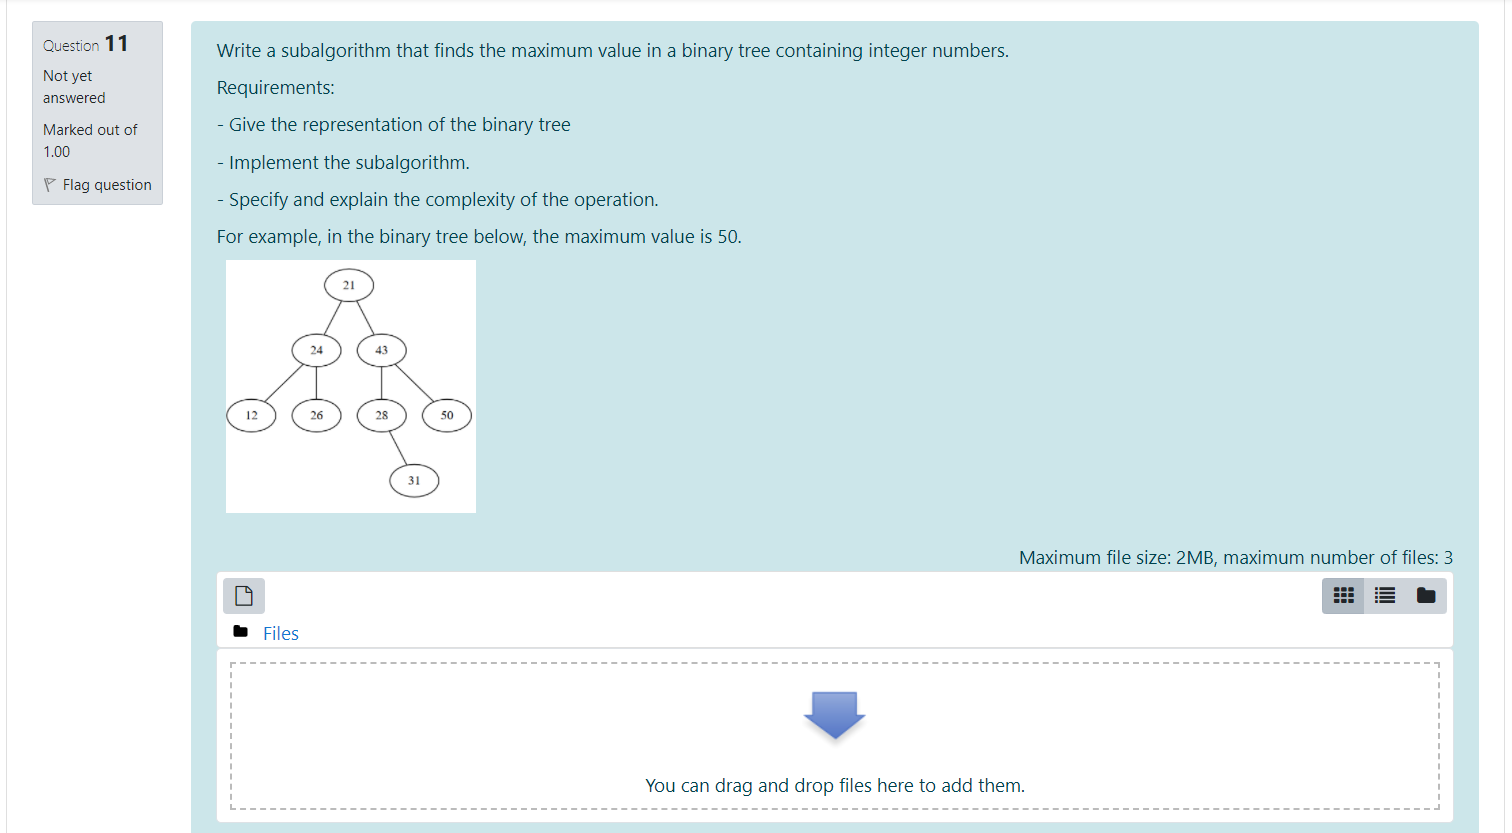 Question 11
Not yet
answered
Marked out of
1.00
Flag question
Write a subalgorithm that finds the maximum value in a binary tree containing integer numbers.
Requirements:
- Give the representation of the binary tree
- Implement the subalgorithm.
- Specify and explain the complexity of the operation.
For example, in the binary tree below, the maximum value is 50.
21
24 43
12 26 28 50
31
Maximum file size: 2MB, maximum number of files: 3
Files
You can drag and drop files here to add them.